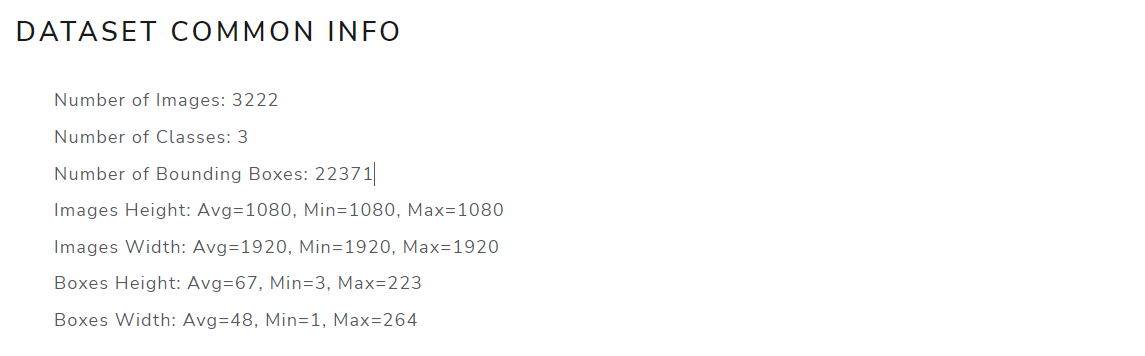 DATASET COMMON INFO
Number of Images: 3222
Number of Classes: 3
Number of Bounding Boxes: 22371
Images Height: Avg=1080, Min=1080, Max=1080
Images Width: Avg=1920, Min=1920, Max=1920
Boxes Height: Avg=67, Min=3, Max=223
Boxes Width: Avg=48, Min=1, Max=264